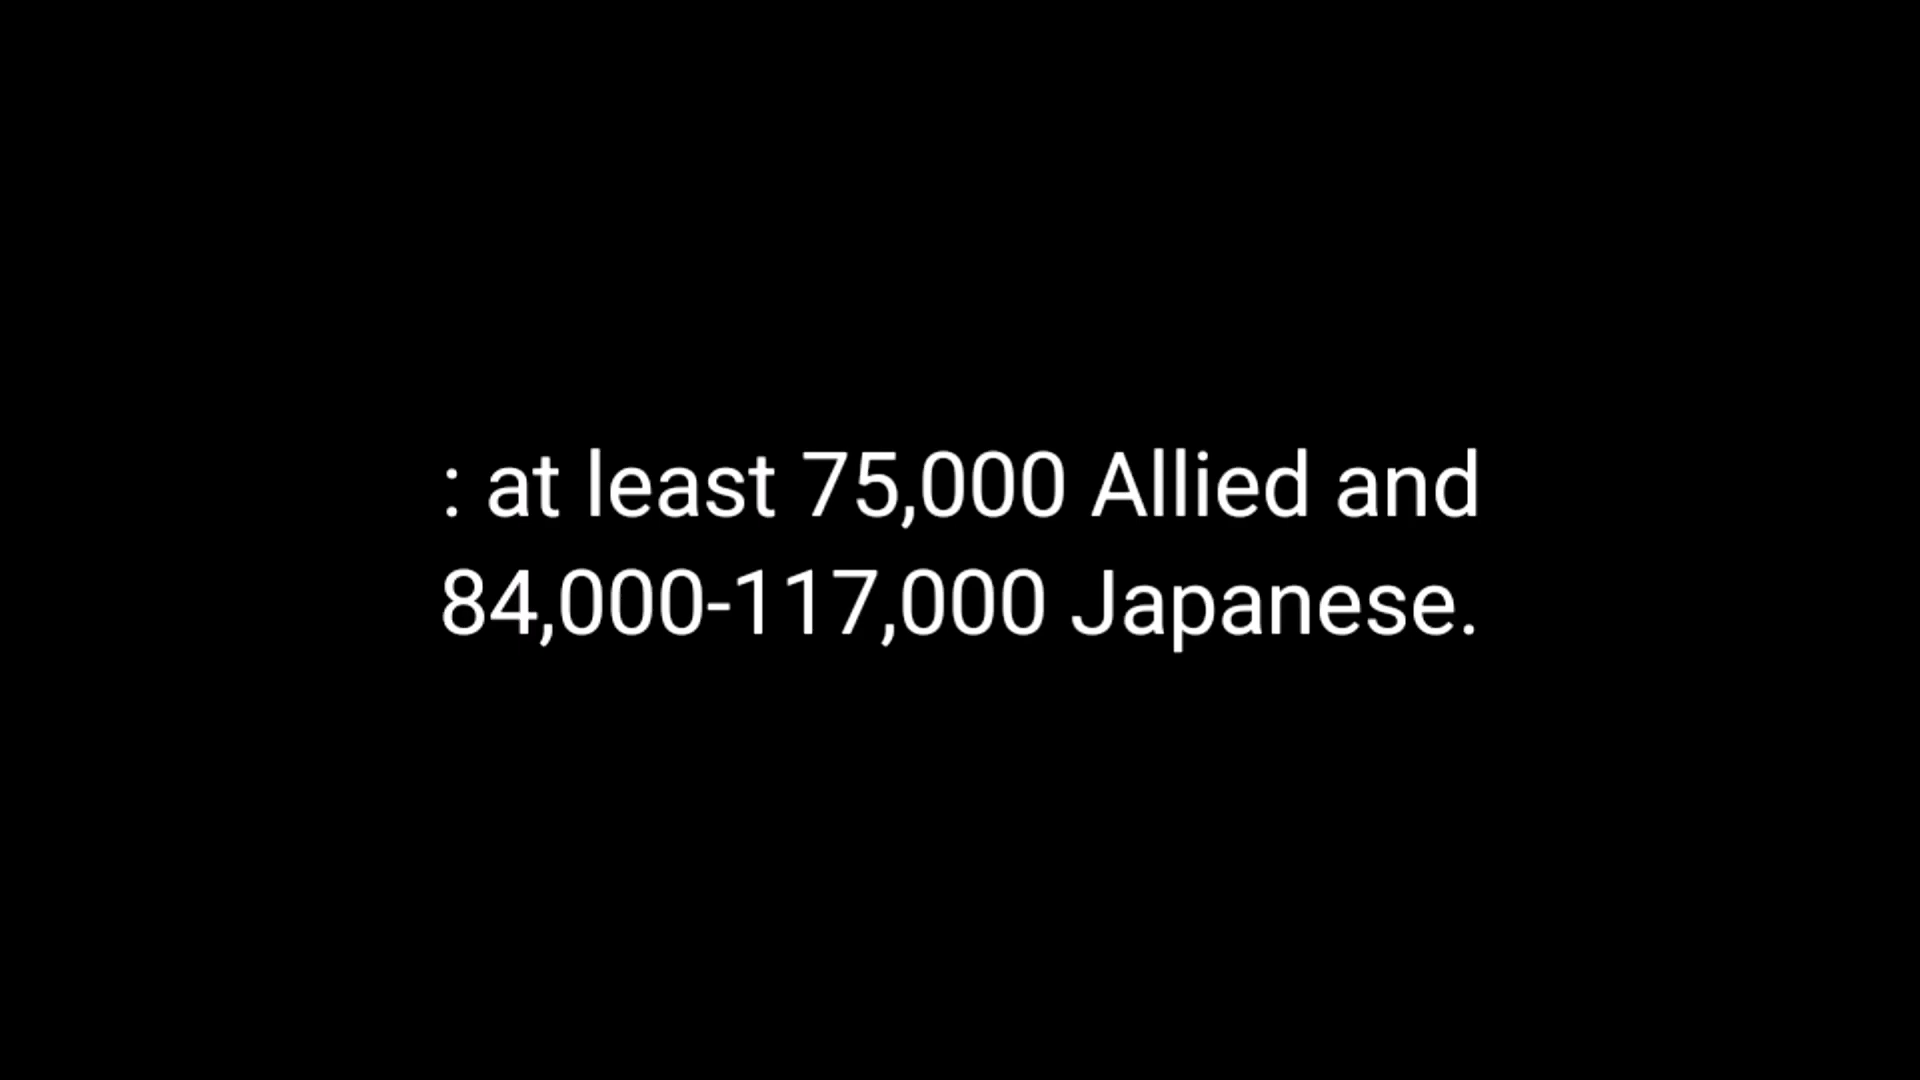 : at least 75,000 Allied and
84,000-117,000 Japanese.